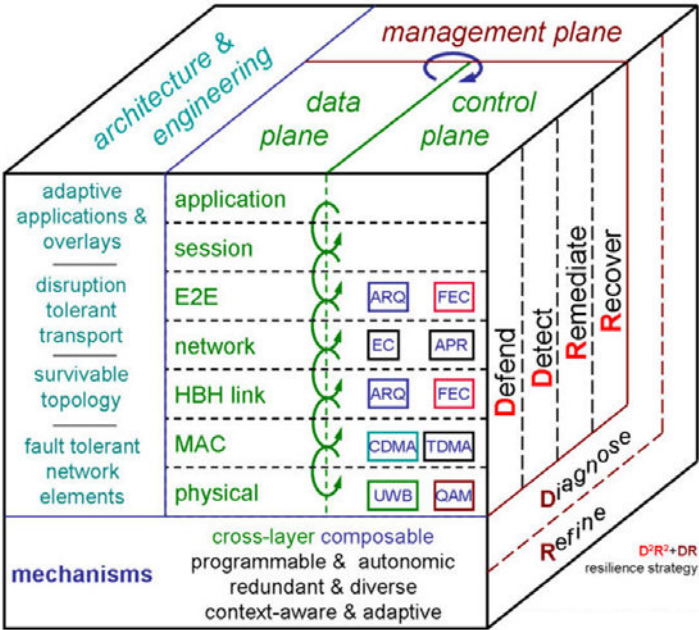 management plane
architecture &
engineering
data
plane
control
plane
adaptive
applications &
overlays
disruption
tolerant
transport
survivable
topology
fault tolerant
network
elements
application
session
E2E
ARQ FEC
network
EC APR
HBH link
ARQ FEC
MAC
CDMA TDMA
physical
UWB QAM
Defend
Detect
Remediate
Recover
Diagnose
Refine
D²R²+DR
resilience strategy
mechanisms
cross-layer composable
programmable & autonomic
redundant & diverse
context-aware & adaptive